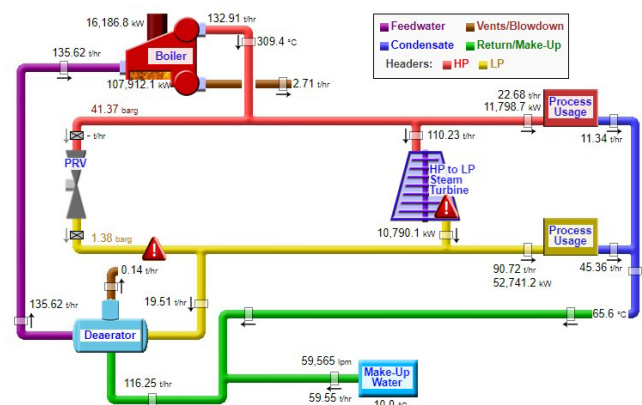 16,186.8 kW
132.91 t/hr
309.4 °C
135.62 t/hr
Boiler
107,912.1 kW
2.71 t/hr
Feedwater
Vents/Blowdown
Condensate
Return/Make-Up
Headers: HP LP
41.37 barg
22.68 t/hr
11,798.7 kW
Process
Usage
11.34 t/hr
- t/hr
110.23 t/hr
PRV
HP to LP
Steam
Turbine
10,790.1 kW
1.38 barg
Process
Usage
90.72 t/hr
52,741.2 kW
45.36 t/hr
0.14 t/hr
19.51 t/hr
135.62 t/hr
Deaerator
65.6 °C
116.25 t/hr
59,565 lpm
59.55 t/hr
Make-Up
Water
10.0 °C